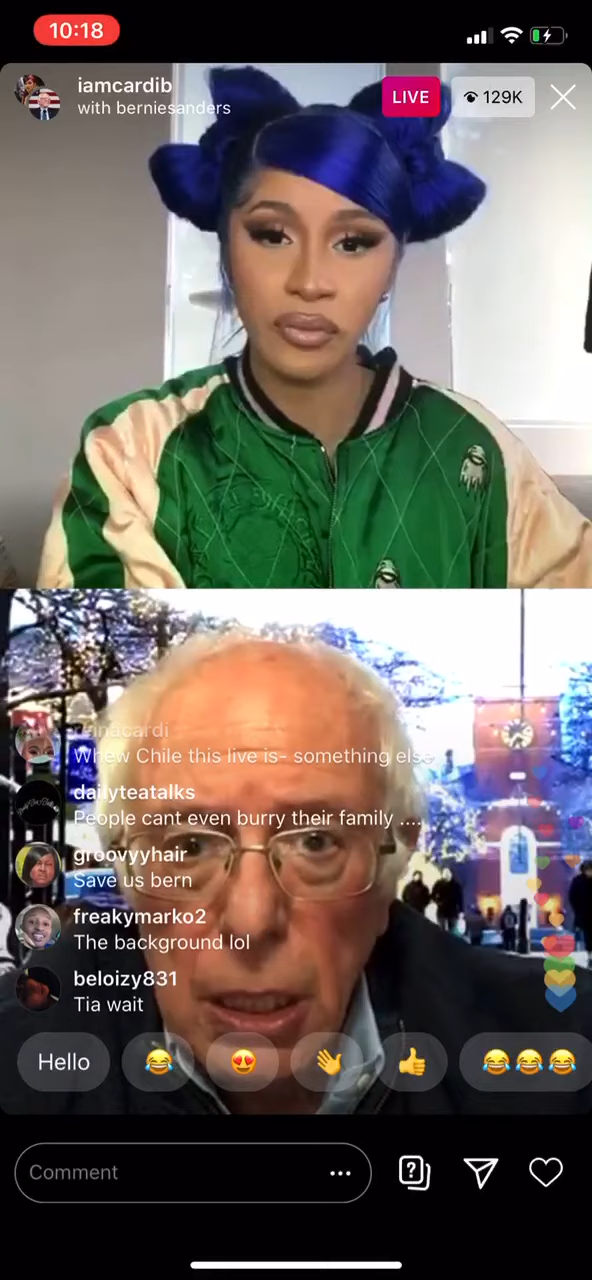 10:18
iamcardib
with berniesanders
LIVE
129K
Whew Chile this live is- something else
dailyteatalks
People cant even burry their family ....
groovyyhair
Save us bern
freakymarko2
The background lol
beloizy831
Tia wait
Hello
Comment